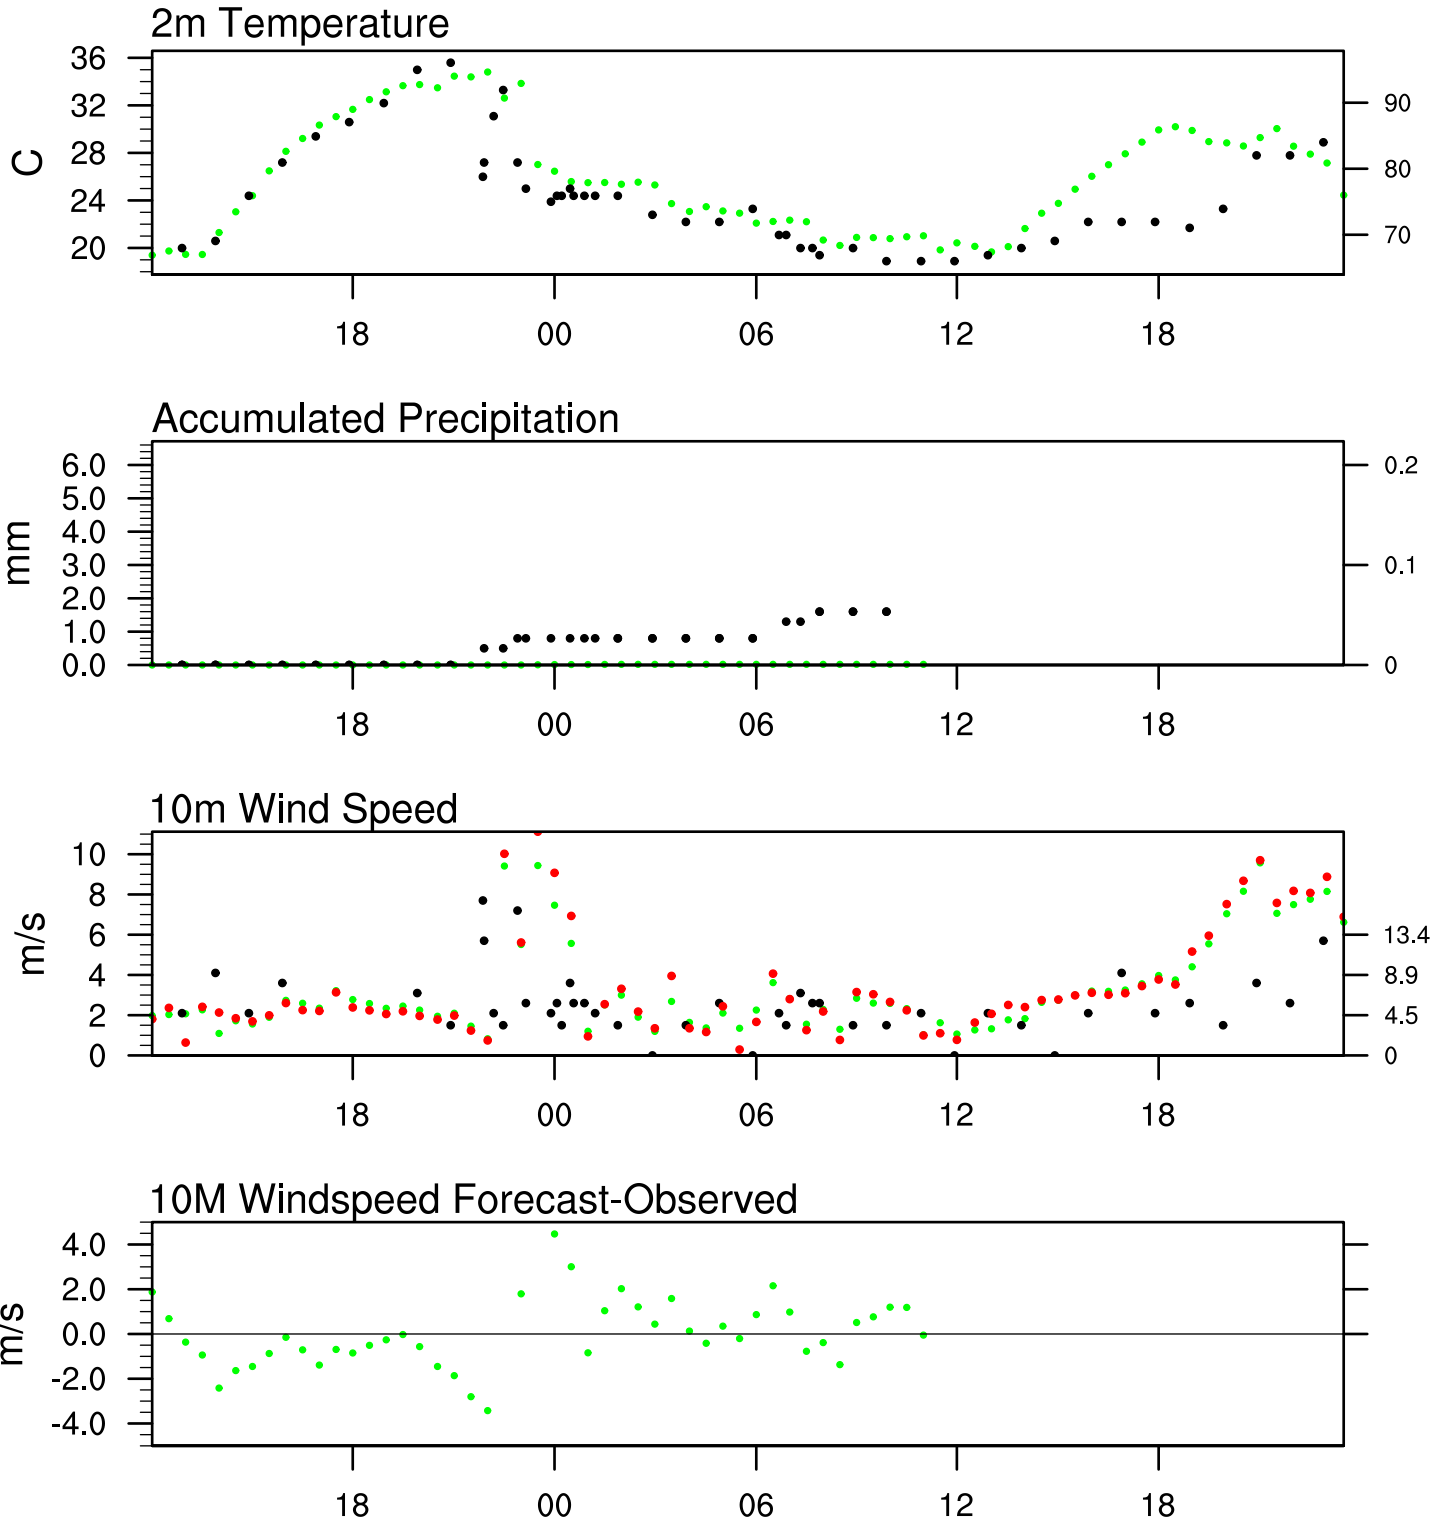 2m Temperature
36
32 90
28
C
80
24
20 70
18 00 06 12 18
Accumulated Precipitation
6.0 0.2
5.0
4.0
mm
3.0 0.1
2.0
1.0
0.0 0
18 00 06 12 18
10m Wind Speed
10
8
m/s
6 13.4
4 8.9
2 4.5
0 0
18 00 06 12 18
10M Windspeed Forecast-Observed
4.0
2.0
m/s
0.0
-2.0
-4.0
18 00 06 12 18